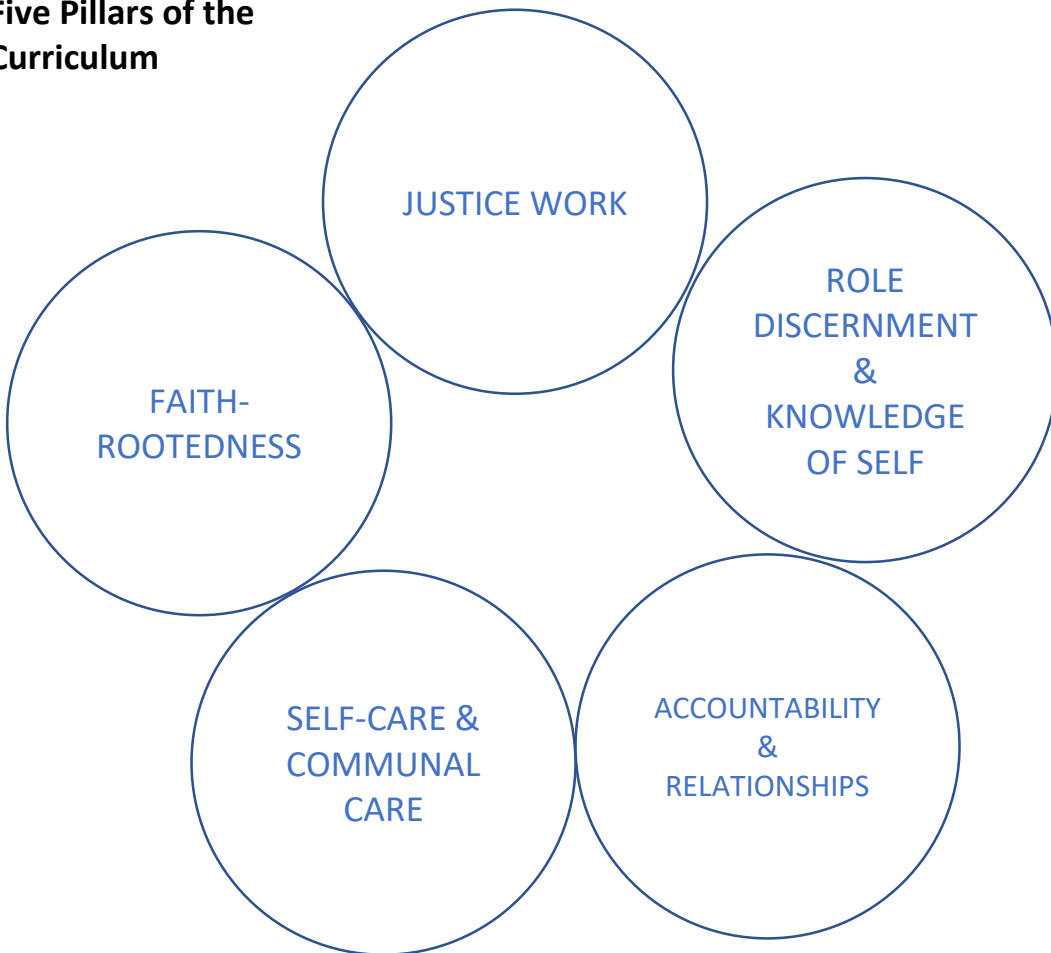 Five Pillars of the
Curriculum
JUSTICE WORK
ROLE
DISCERNMENT
&
KNOWLEDGE
OF SELF
FAITH-
ROOTEDNESS
ACCOUNTABILITY
&
RELATIONSHIPS
SELF-CARE &
COMMUNAL
CARE